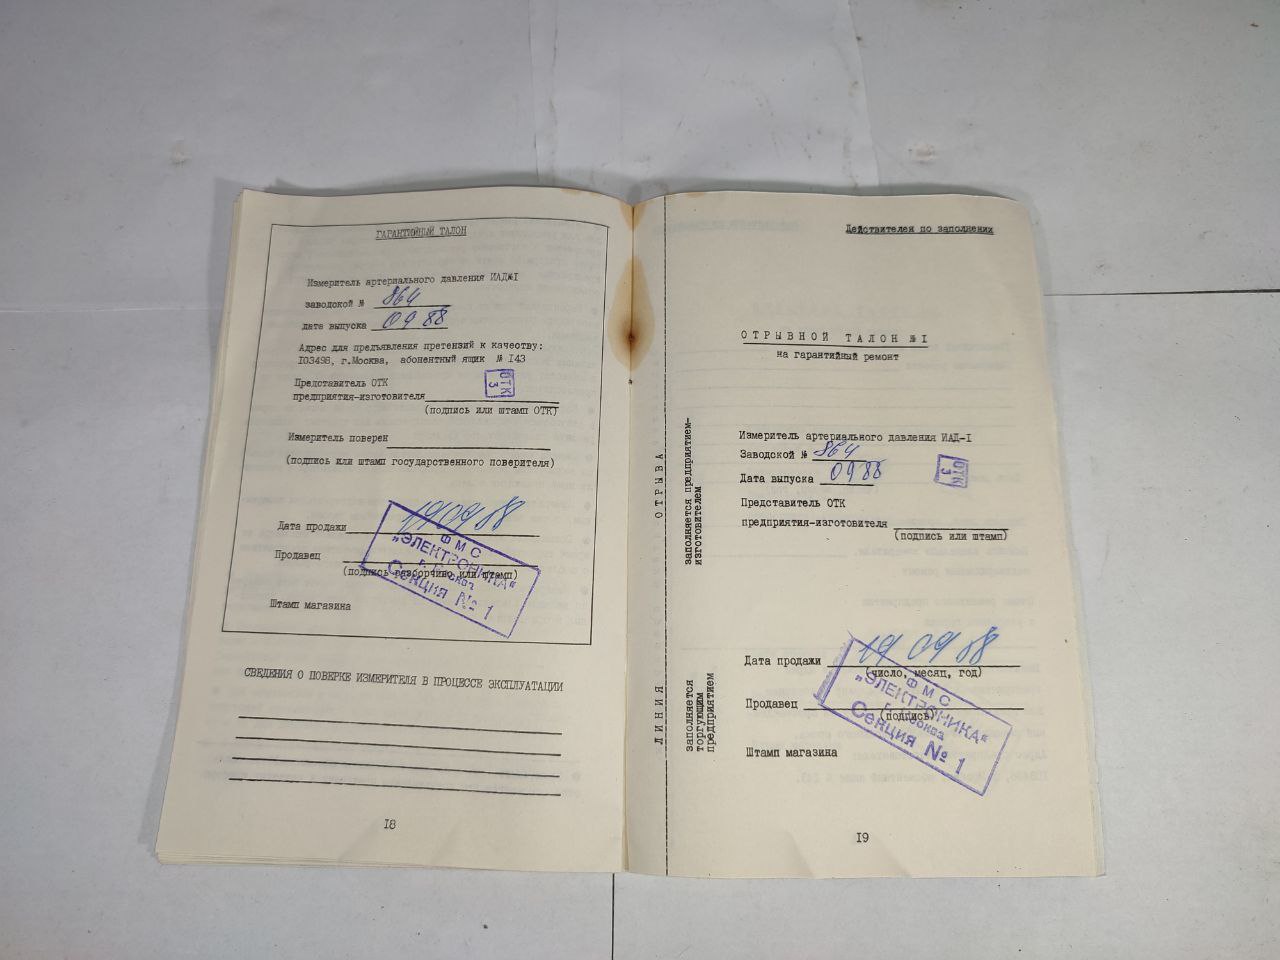 ГАРАНТИЙНЫЙ ТАЛОН
Измеритель артериального давления ИАД№I
заводской № 864
дата выпуска 09 88
Адрес для предъявления претензий к качеству:
I03498, г.Москва, абонентный ящик № I43
Представитель ОТК
предприятия-изготовителя
ОТК
3
(подпись или штамп ОТК)
Измеритель поверен
(подпись или штамп государственного поверителя)
Дата продажи 19 09 88
Продавец
(подпись разборчиво или штамп)
Штамп магазина
ФМС
„ЭЛЕКТРОНИКА"
г. Москва
Секция № 1
СВЕДЕНИЯ О ПОВЕРКЕ ИЗМЕРИТЕЛЯ В ПРОЦЕССЕ ЭКСПЛУАТАЦИИ
I8
ЛИНИЯ ОТРЫВА
Действителен по заполнении
ОТРЫВНОЙ ТАЛОН №I
на гарантийный ремонт
заполняется предприятием-
изготовителем
Измеритель артериального давления ИАД-I
Заводской № 864
Дата выпуска 09 88
ОТК
3
Представитель ОТК
предприятия-изготовителя
(подпись или штамп)
заполняется
торгующим
предприятием
Дата продажи 19 09 88
(число, месяц, год)
Продавец
(подпись)
Штамп магазина
ФМС
„ЭЛЕКТРОНИКА"
г. Москва
Секция № 1
I9